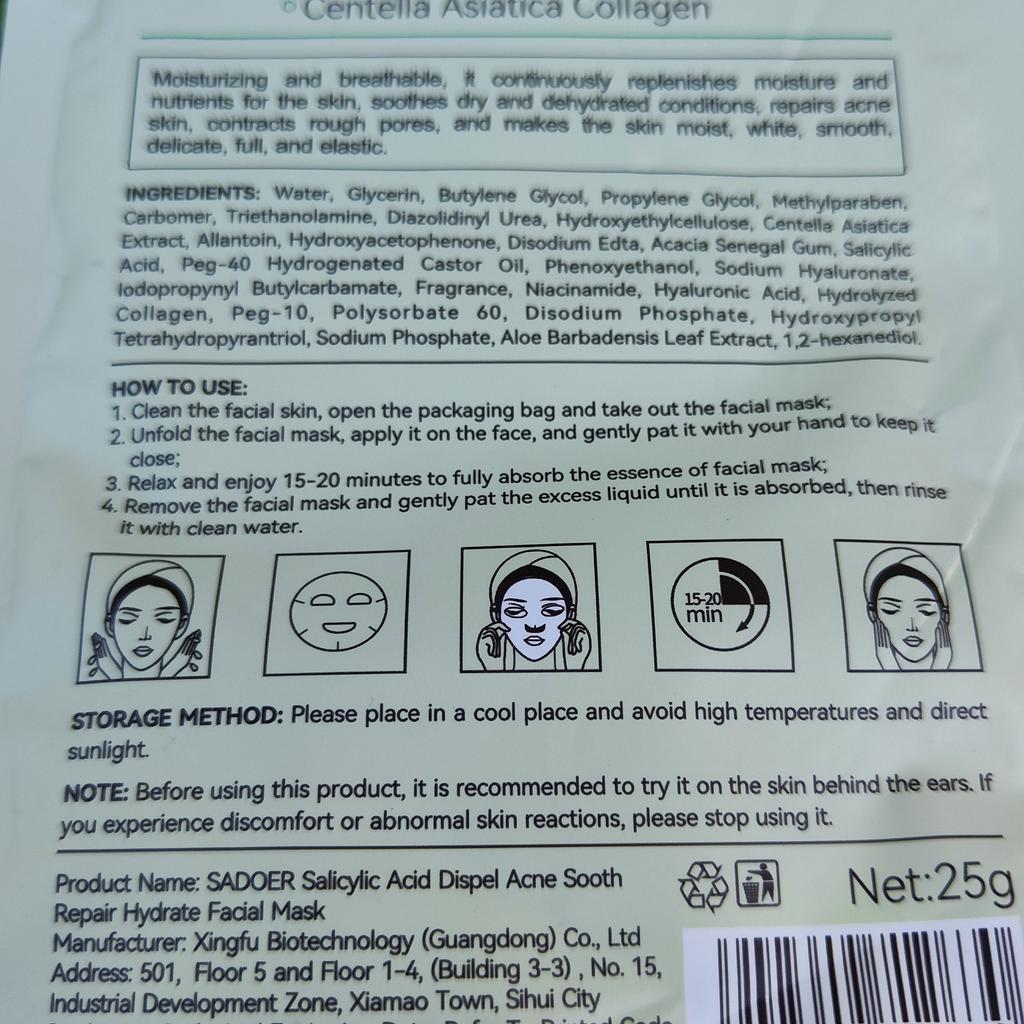 Centella Asiatica Collagen
Moisturizing and breathable, it continuously replenishes moisture and
nutrients for the skin, soothes dry and dehydrated conditions, repairs acne
skin, contracts rough pores, and makes the skin moist, white, smooth,
delicate, full, and elastic.
INGREDIENTS: Water, Glycerin, Butylene Glycol, Propylene Glycol, Methylparaben,
Carbomer, Triethanolamine, Diazolidinyl Urea, Hydroxyethylcellulose, Centella Asiatica
Extract, Allantoin, Hydroxyacetophenone, Disodium Edta, Acacia Senegal Gum, Salicylic
Acid, Peg-40 Hydrogenated Castor Oil, Phenoxyethanol, Sodium Hyaluronate,
Iodopropynyl Butylcarbamate, Fragrance, Niacinamide, Hyaluronic Acid, Hydrolyzed
Collagen, Peg-10, Polysorbate 60, Disodium Phosphate, Hydroxypropyl
Tetrahydropyrantriol, Sodium Phosphate, Aloe Barbadensis Leaf Extract, 1,2-hexanediol.
HOW TO USE:
1. Clean the facial skin, open the packaging bag and take out the facial mask;
2. Unfold the facial mask, apply it on the face, and gently pat it with your hand to keep it
close;
3. Relax and enjoy 15-20 minutes to fully absorb the essence of facial mask;
4. Remove the facial mask and gently pat the excess liquid until it is absorbed, then rinse
it with clean water.
15-20
min
STORAGE METHOD: Please place in a cool place and avoid high temperatures and direct
sunlight.
NOTE: Before using this product, it is recommended to try it on the skin behind the ears. If
you experience discomfort or abnormal skin reactions, please stop using it.
Product Name: SADOER Salicylic Acid Dispel Acne Sooth
Repair Hydrate Facial Mask
Net:25g
Manufacturer: Xingfu Biotechnology (Guangdong) Co., Ltd
Address: 501, Floor 5 and Floor 1-4, (Building 3-3) , No. 15,
Industrial Development Zone, Xiamao Town, Sihui City